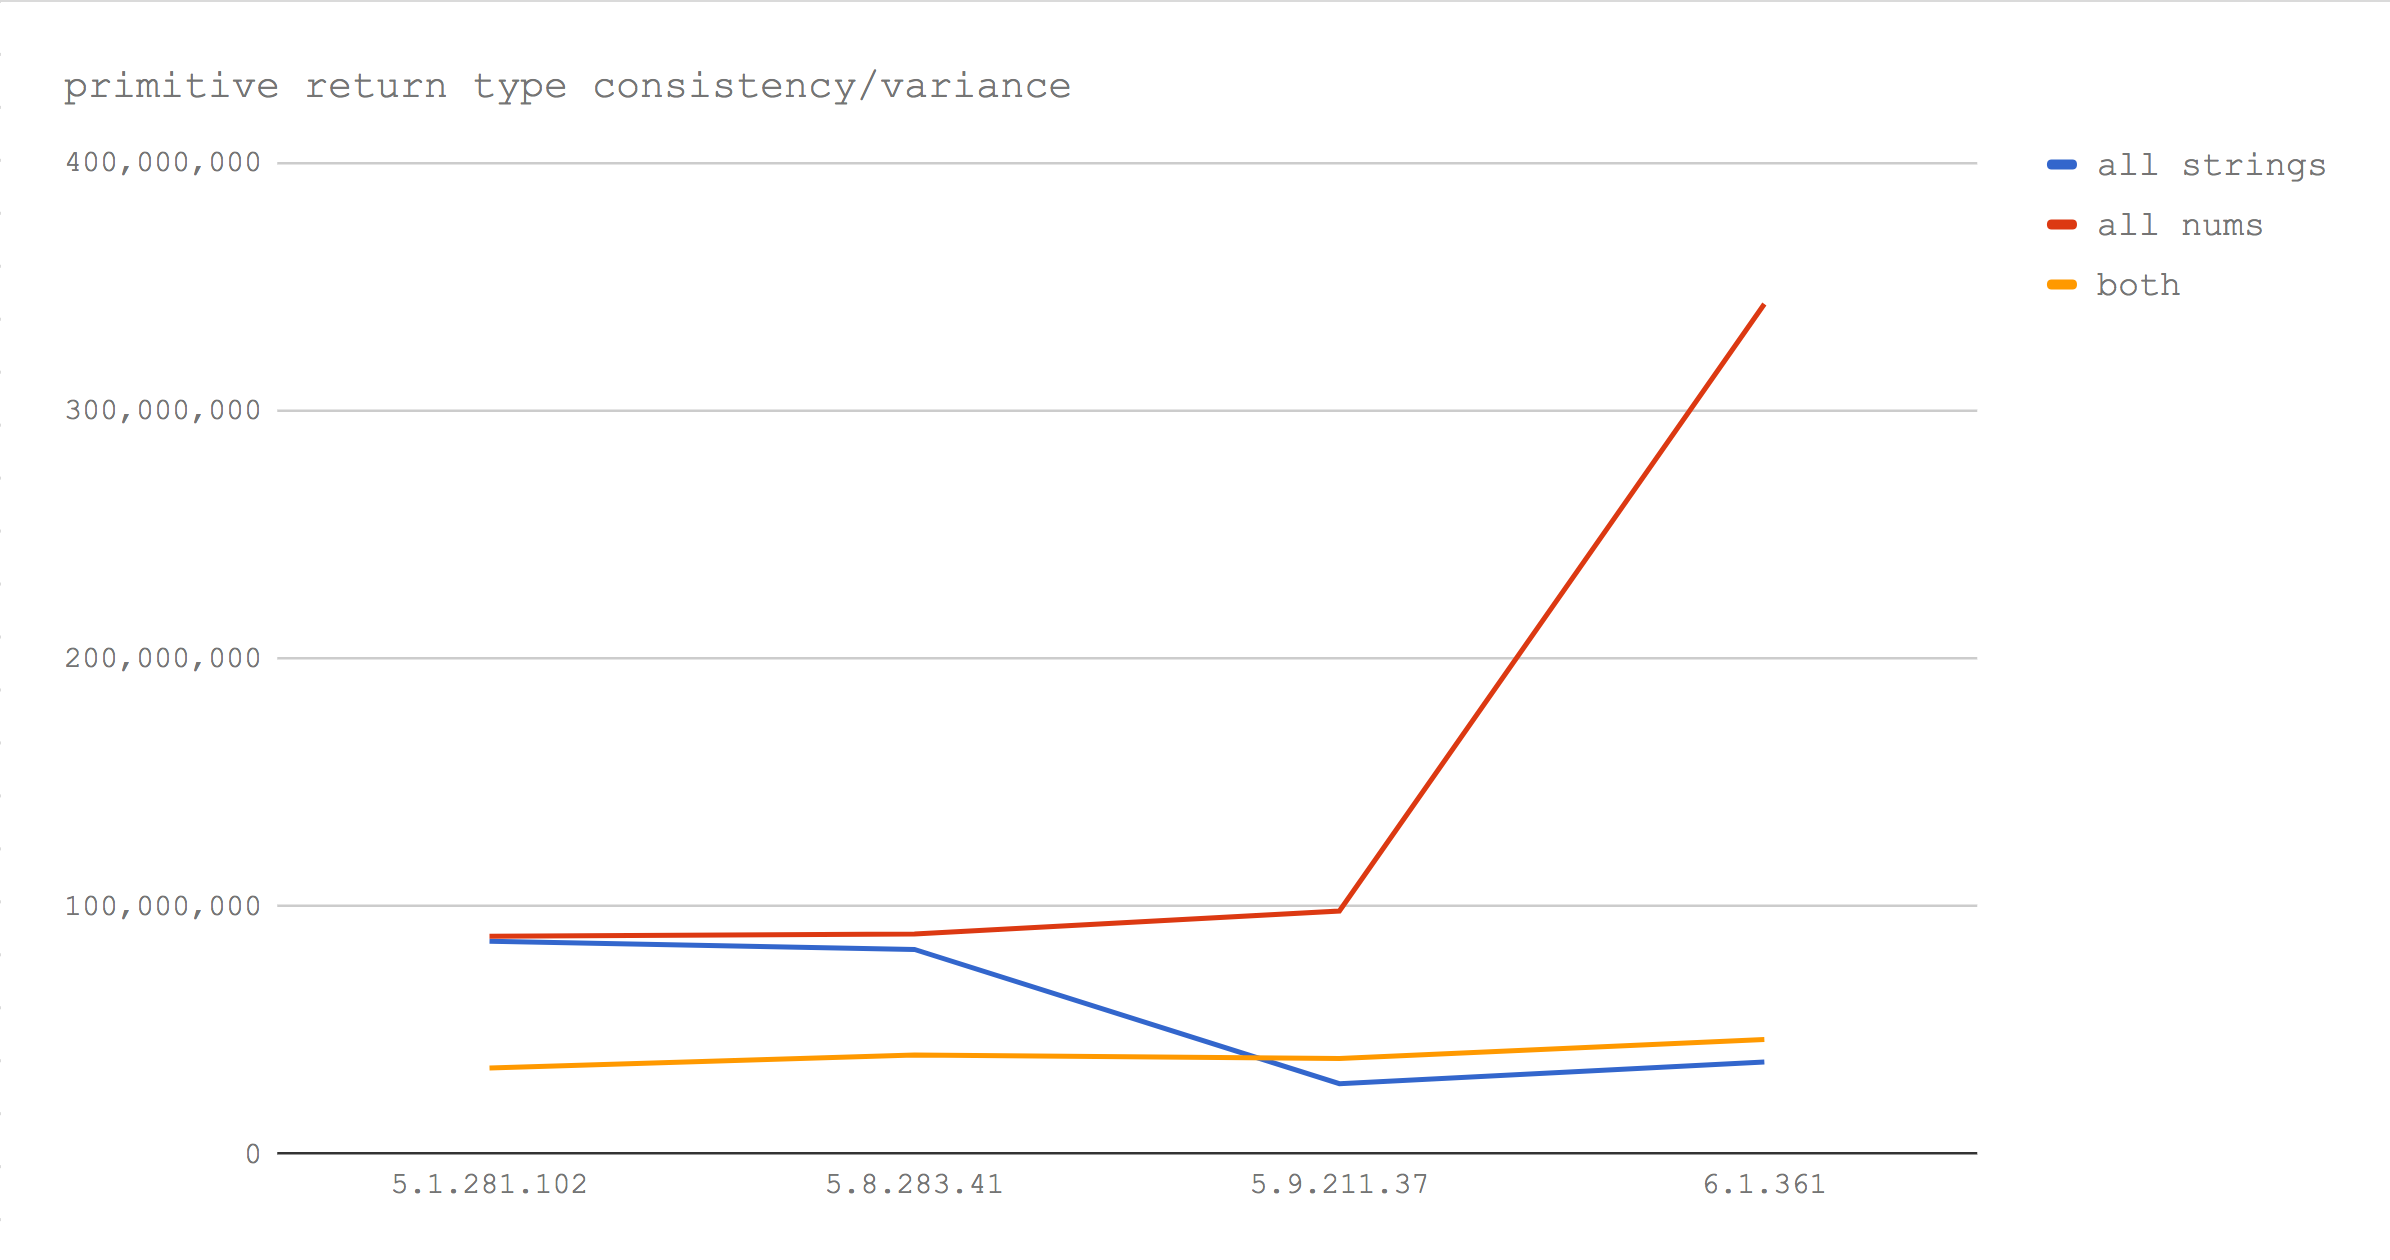 primitive return type consistency/variance
400,000,000
300,000,000
200,000,000
100,000,000
0
5.1.281.102
5.8.283.41
5.9.211.37
6.1.361
all strings
all nums
both